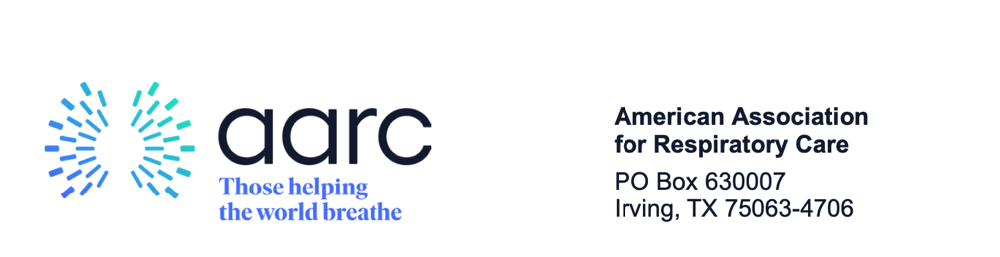 aarc
Those helping
the world breathe
American Association
for Respiratory Care
PO Box 630007
Irving, TX 75063-4706